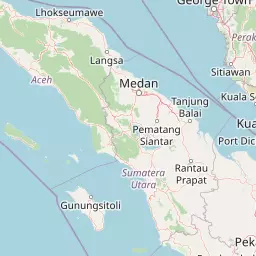 George Town
Lhokseumawe
Perak
Langsa
Sitiawan
Aceh
Medan
Kuala S
Tanjung
Balai
Kua
Pematang
Siantar
Port Dic
Rantau
Prapat
Sumatera
Utara
Gunungsitoli
Pek